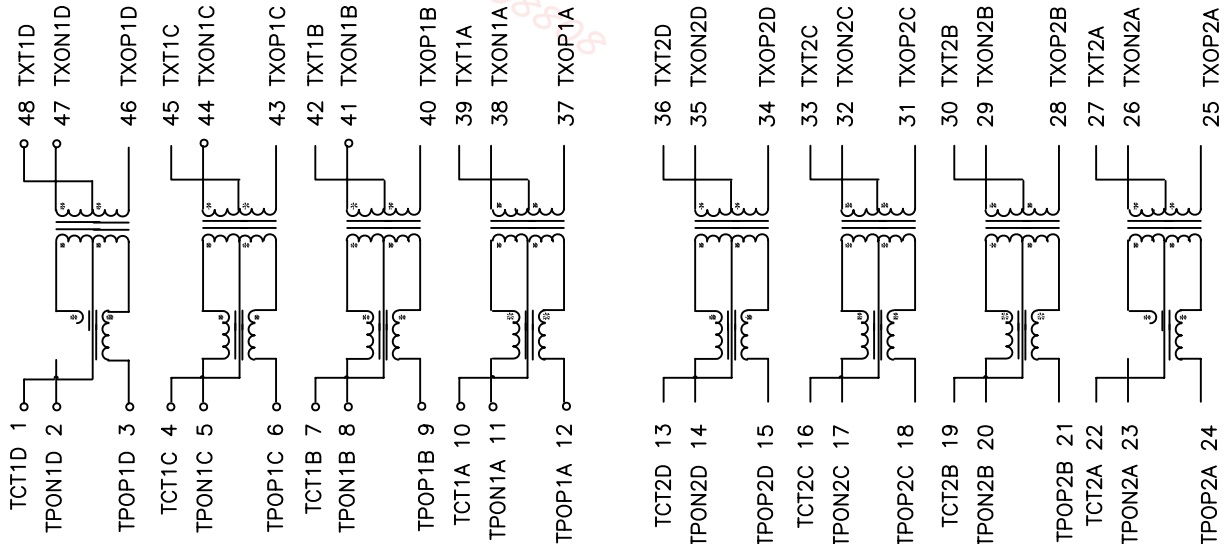 48 TXT1D
47 TXON1D
46 TXOP1D
45 TXT1C
44 TXON1C
43 TXOP1C
42 TXT1B
41 TXON1B
40 TXOP1B
39 TXT1A
38 TXON1A
37 TXOP1A
36 TXT2D
35 TXON2D
34 TXOP2D
33 TXT2C
32 TXON2C
31 TXOP2C
30 TXT2B
29 TXON2B
28 TXOP2B
27 TXT2A
26 TXON2A
25 TXOP2A
TCT1D 1
TPON1D 2
TPOP1D 3
TCT1C 4
TPON1C 5
TPOP1C 6
TCT1B 7
TPON1B 8
TPOP1B 9
TCT1A 10
TPON1A 11
TPOP1A 12
TCT2D 13
TPON2D 14
TPOP2D 15
TCT2C 16
TPON2C 17
TPOP2C 18
TCT2B 19
TPON2B 20
TPOP2B 21
TCT2A 22
TPON2A 23
TPOP2A 24